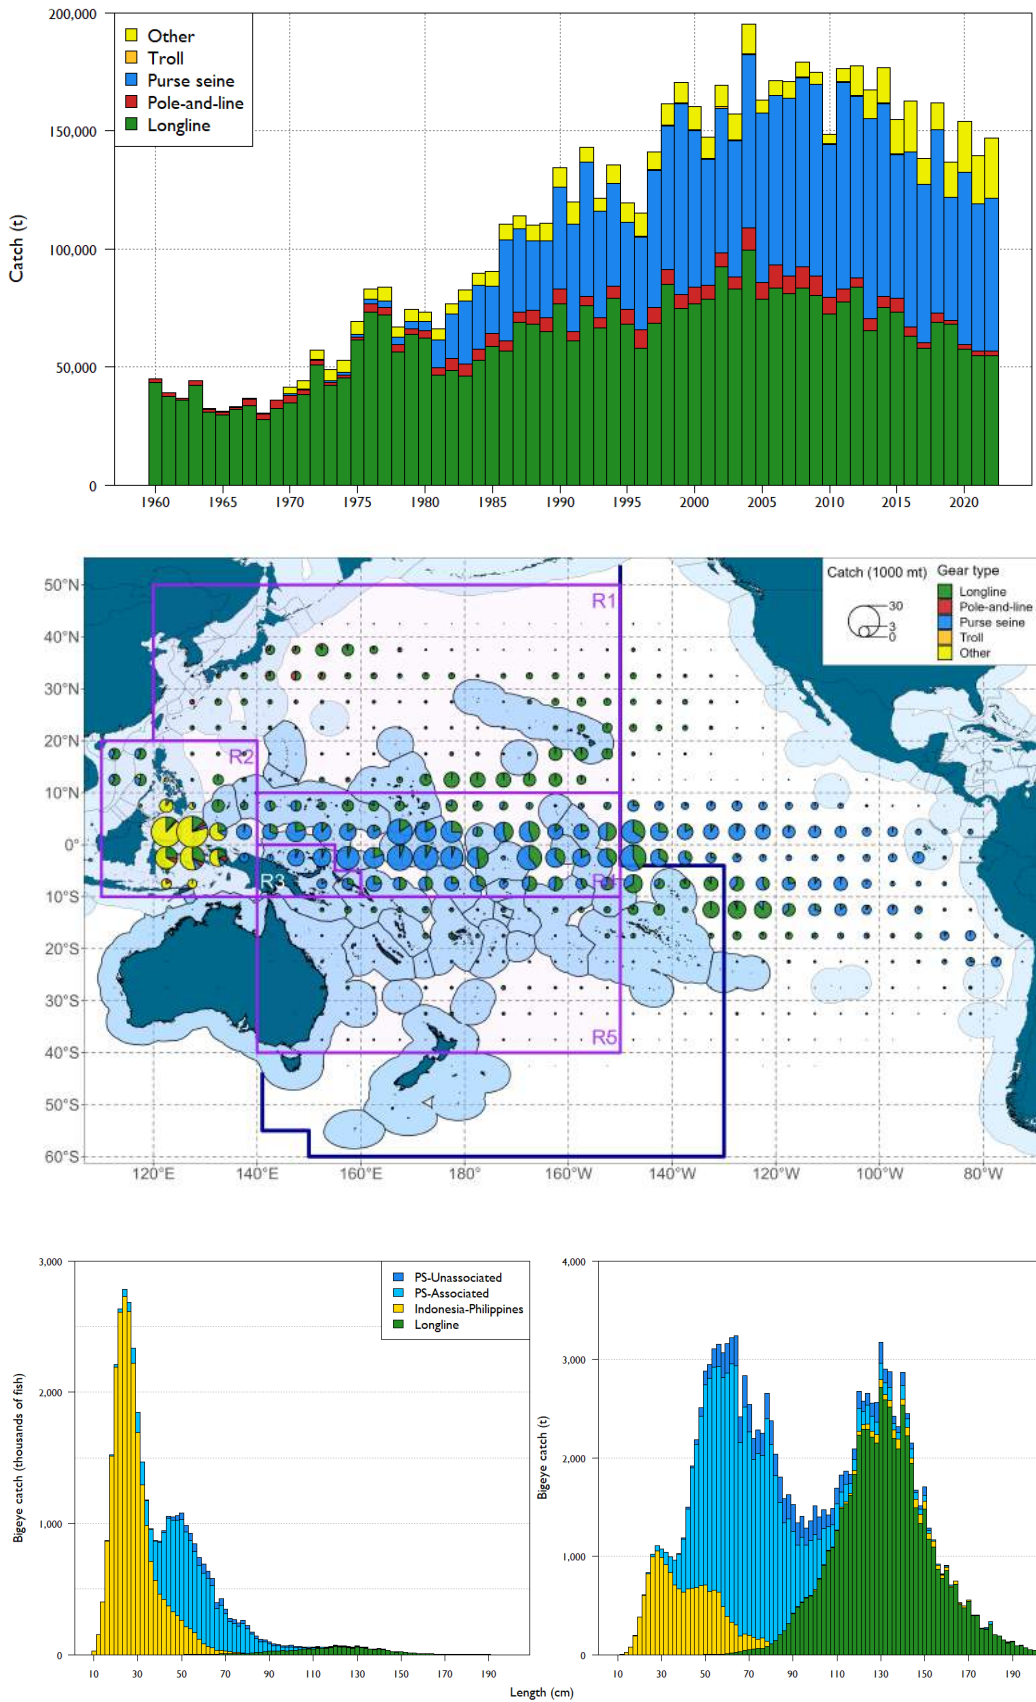 200,000
150,000
100,000
50,000
0
Catch (t)
Other
Troll
Purse seine
Pole-and-line
Longline
1960 1965 1970 1975 1980 1985 1990 1995 2000 2005 2010 2015 2020
Catch (1000 mt)
30
3
0
Gear type
Longline
Pole-and-line
Purse seine
Troll
Other
50°N
40°N
30°N
20°N
10°N
0°
10°S
20°S
30°S
40°S
50°S
60°S
R1
R2
R3
R4
R5
120°E 140°E 160°E 180° 160°W 140°W 120°W 100°W 80°W
3,000
2,000
1,000
0
Bigeye catch (thousands of fish)
PS-Unassociated
PS-Associated
Indonesia-Philippines
Longline
10 30 50 70 90 110 130 150 170 190
4,000
3,000
2,000
1,000
0
Bigeye catch (t)
10 30 50 70 90 110 130 150 170 190
Length (cm)